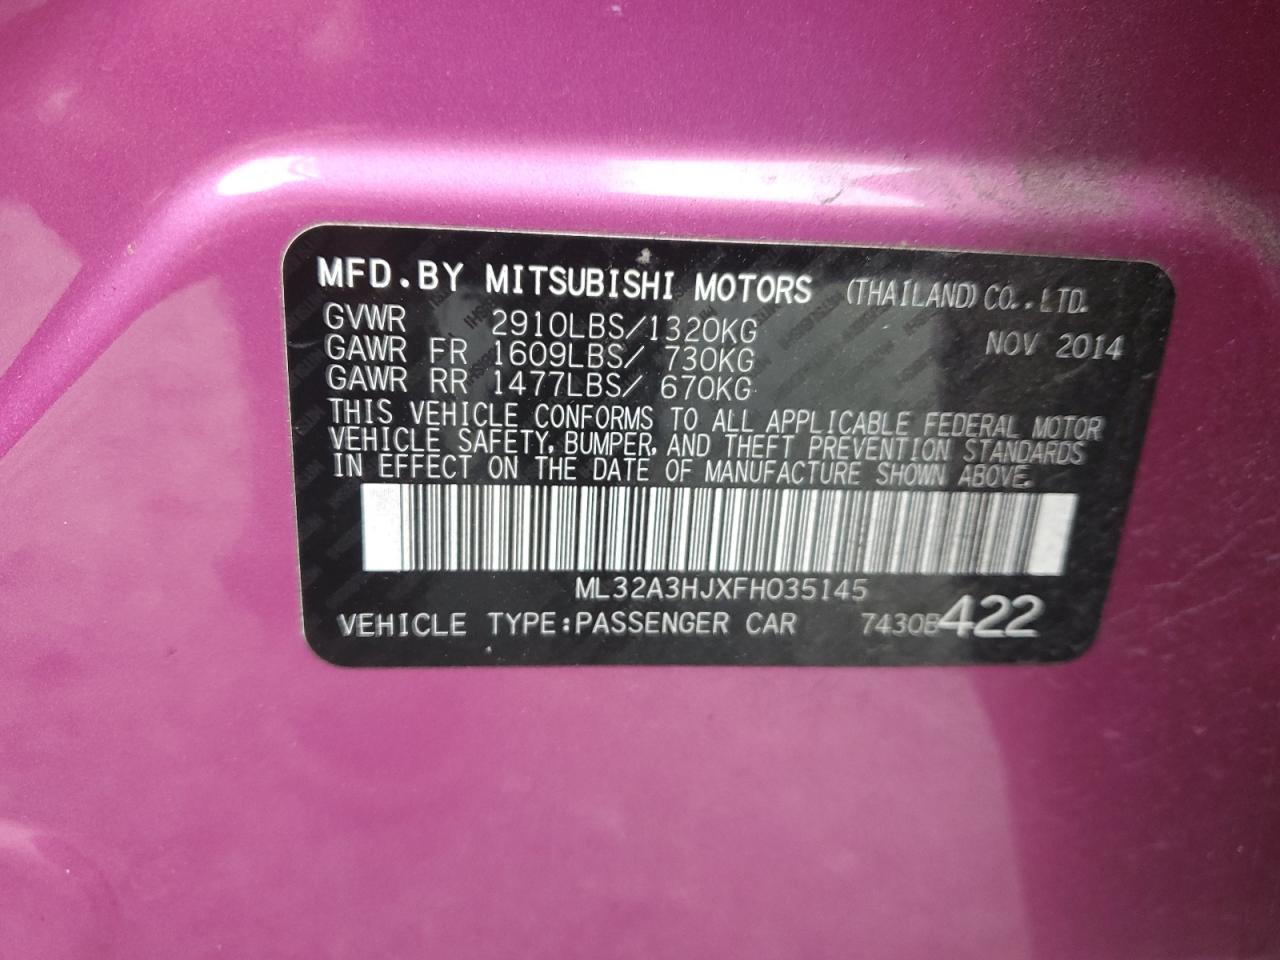 MFD.BY MITSUBISHI MOTORS (THAILAND) CO.,LTD.
GVWR 2910LBS/1320KG NOV 2014
GAWR FR 1609LBS/ 730KG
GAWR RR 1477LBS/ 670KG
THIS VEHICLE CONFORMS TO ALL APPLICABLE FEDERAL MOTOR
VEHICLE SAFETY, BUMPER, AND THEFT PREVENTION STANDARDS
IN EFFECT ON THE DATE OF MANUFACTURE SHOWN ABOVE.
ML32A3HJXFH035145
VEHICLE TYPE:PASSENGER CAR 7430B422